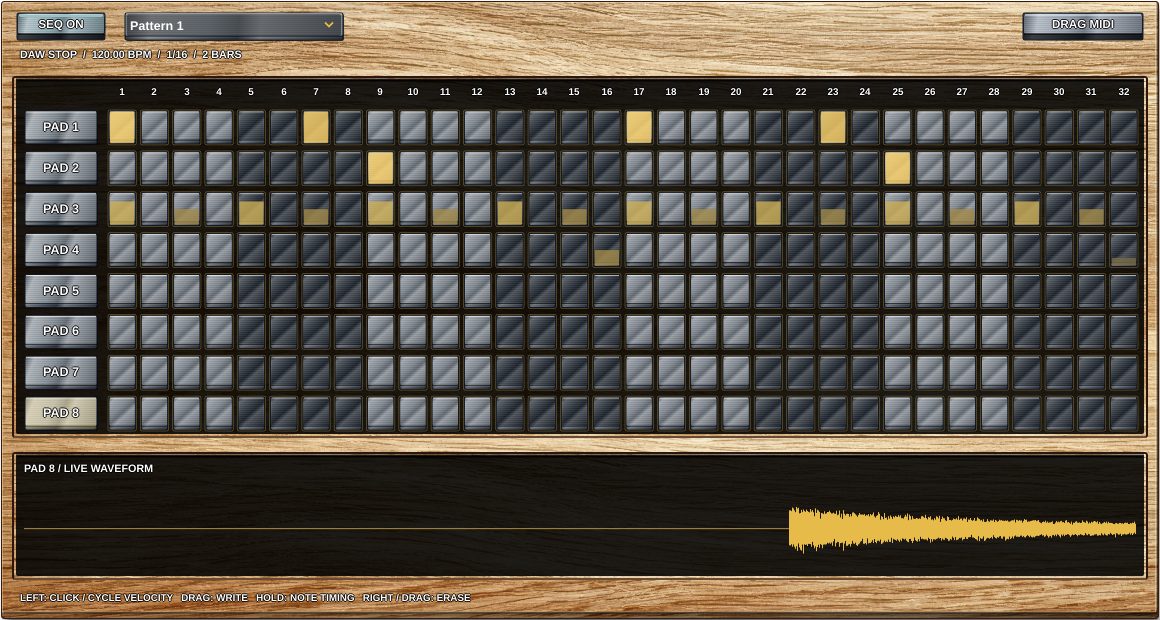 SEQ ON Pattern 1 DRAG MIDI
DAW STOP / 120.00 BPM / 1/16 / 2 BARS
1 2 3 4 5 6 7 8 9 10 11 12 13 14 15 16 17 18 19 20 21 22 23 24 25 26 27 28 29 30 31 32
PAD 1
PAD 2
PAD 3
PAD 4
PAD 5
PAD 6
PAD 7
PAD 8
PAD 8 / LIVE WAVEFORM
LEFT: CLICK / CYCLE VELOCITY DRAG: WRITE HOLD: NOTE TIMING RIGHT / DRAG: ERASE